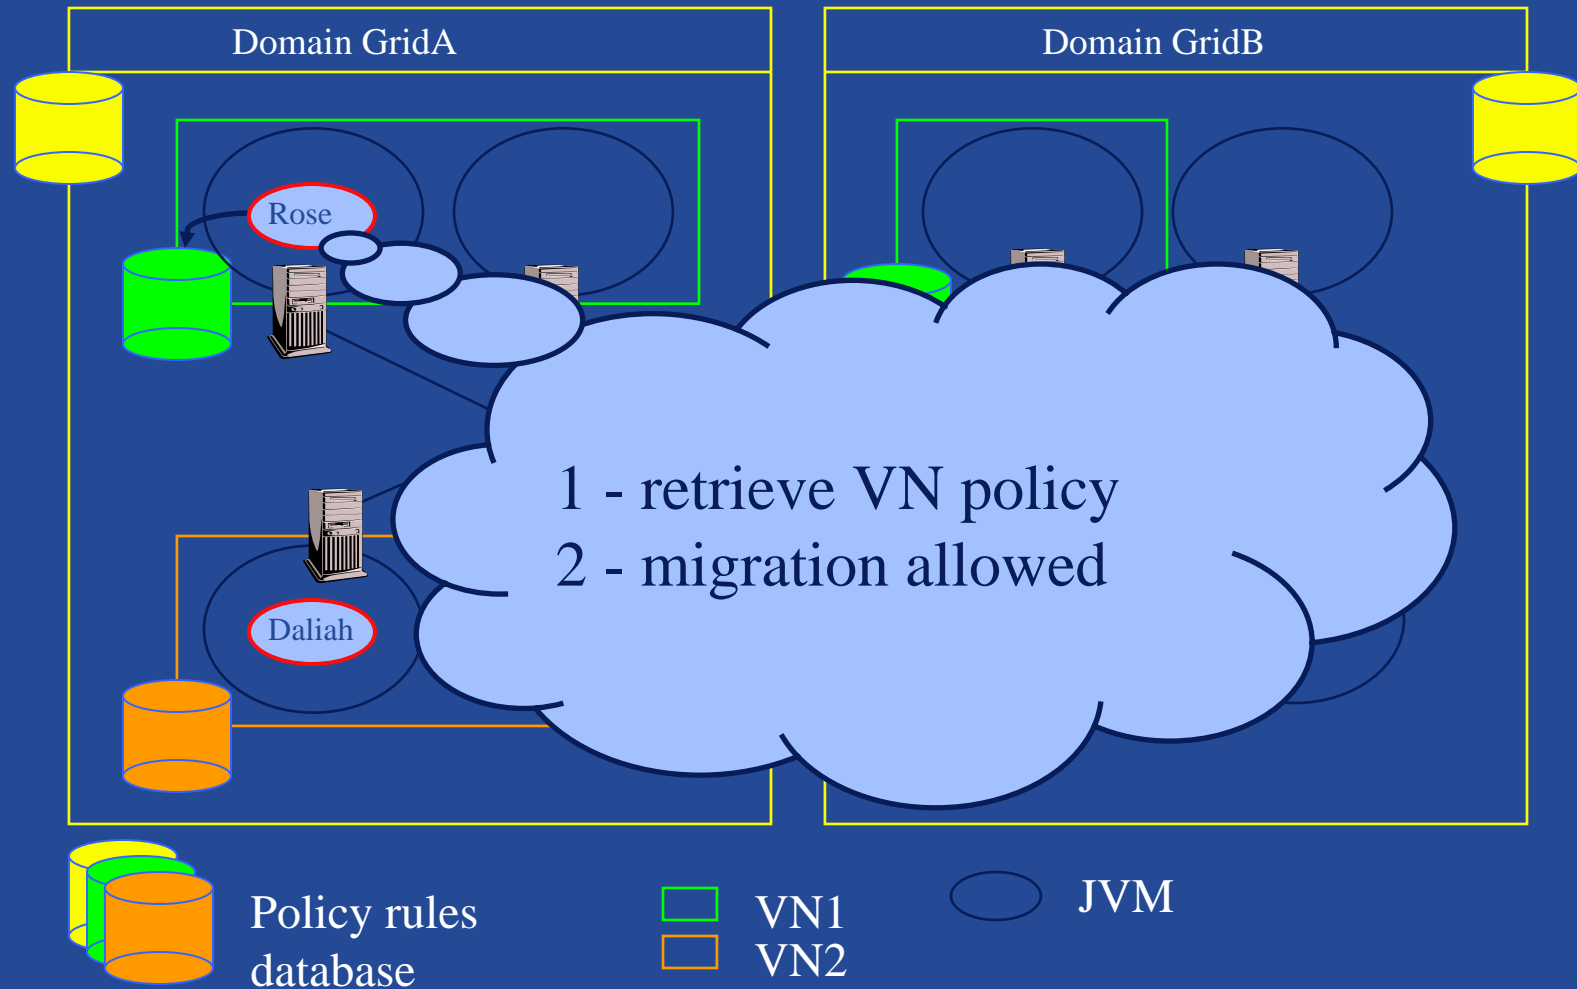 Domain GridA
Domain GridB
Rose
1 - retrieve VN policy
2 - migration allowed
Daliah
Policy rules
database
VN1
VN2
JVM